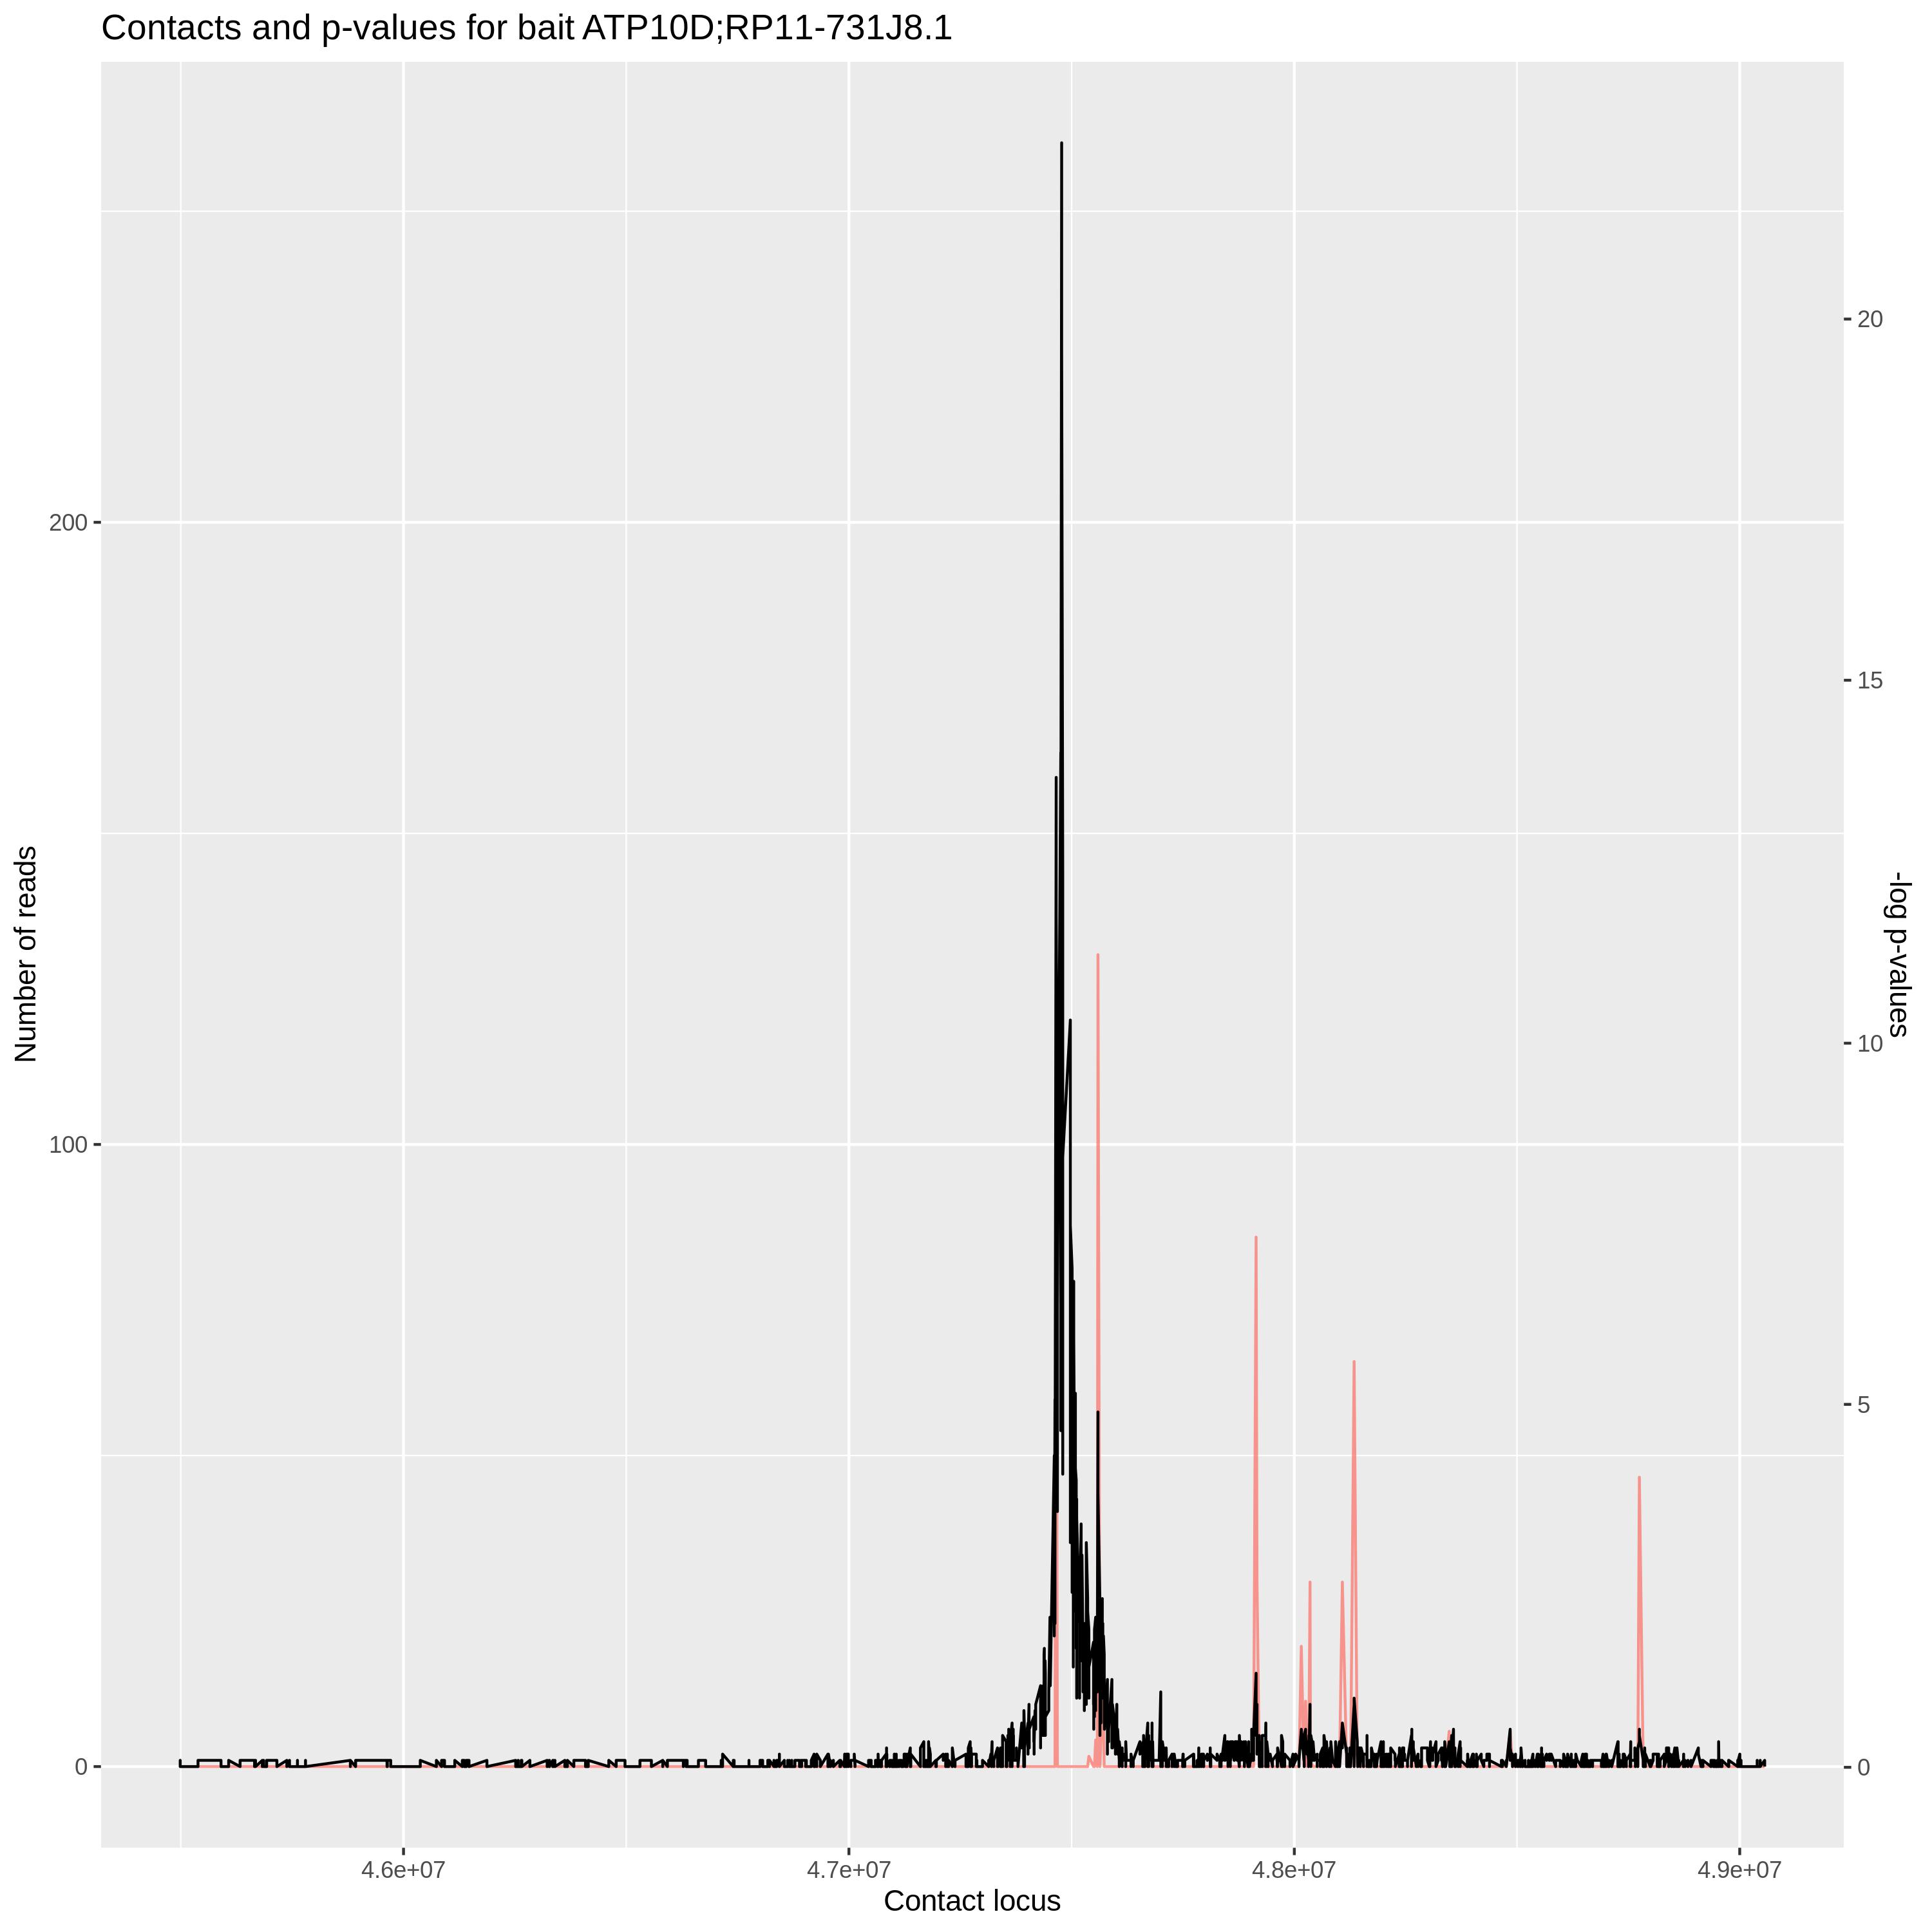 Contacts and p-values for bait ATP10D;RP11-731J8.1
Number of reads
200
100
0
20
15
10
5
0
-log p-values
4.6e+07
4.7e+07
4.8e+07
4.9e+07
Contact locus